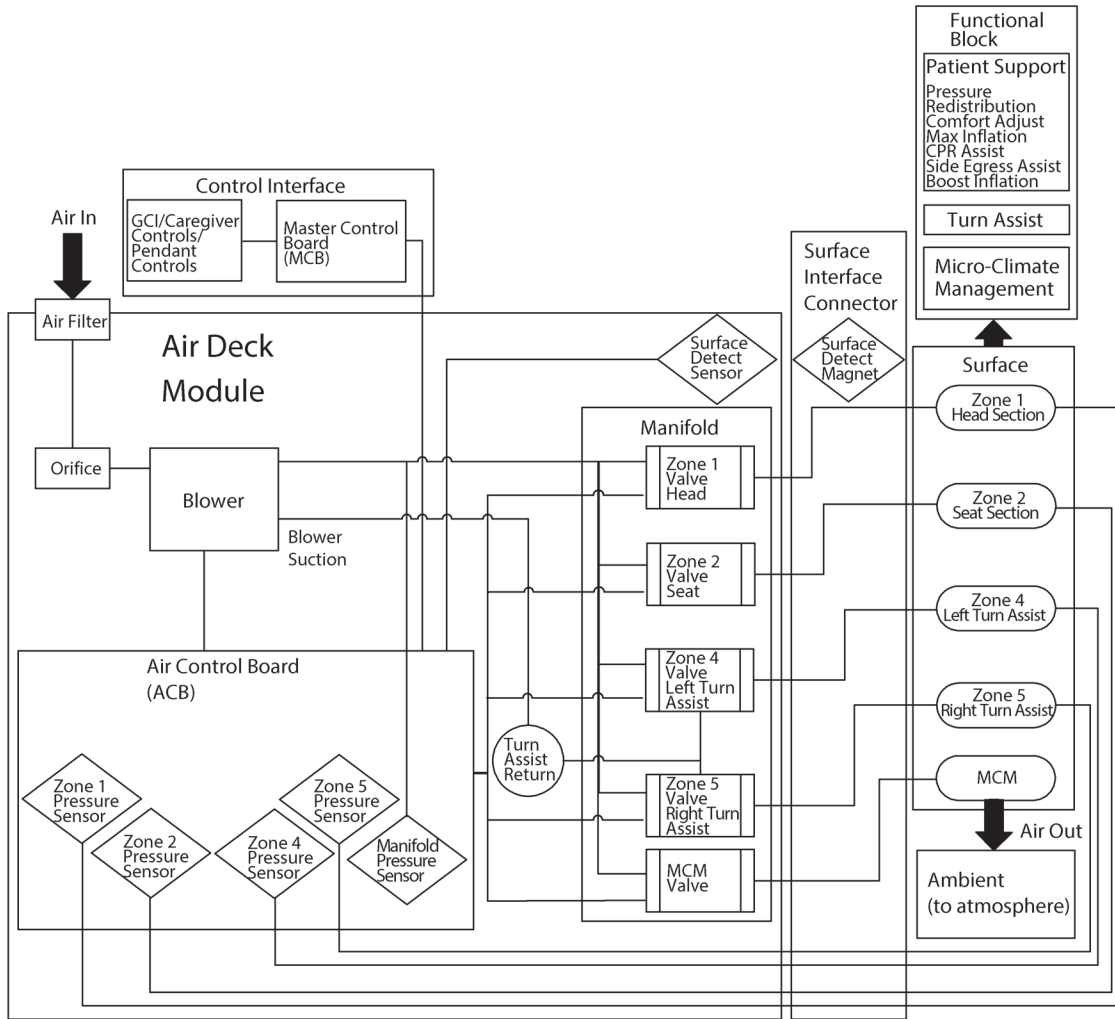 Functional
Block
Patient Support
Pressure
Redistribution
Comfort Adjust
Max Inflation
CPR Assist
Side Egress Assist
Boost Inflation
Turn Assist
Micro-Climate
Management
Control Interface
GCI/Caregiver
Controls/
Pendant
Controls
Master Control
Board
(MCB)
Air In
Air Filter
Air Deck
Module
Surface
Detect
Sensor
Surface
Interface
Connector
Surface
Detect
Magnet
Surface
Zone 1
Head Section
Zone 2
Seat Section
Zone 4
Left Turn Assist
Zone 5
Right Turn Assist
MCM
Air Out
Ambient
(to atmosphere)
Manifold
Zone 1
Valve
Head
Zone 2
Valve
Seat
Zone 4
Valve
Left Turn
Assist
Zone 5
Valve
Right Turn
Assist
MCM
Valve
Orifice
Blower
Blower
Suction
Turn
Assist
Return
Air Control Board
(ACB)
Zone 1
Pressure
Sensor
Zone 2
Pressure
Sensor
Zone 4
Pressure
Sensor
Zone 5
Pressure
Sensor
Manifold
Pressure
Sensor